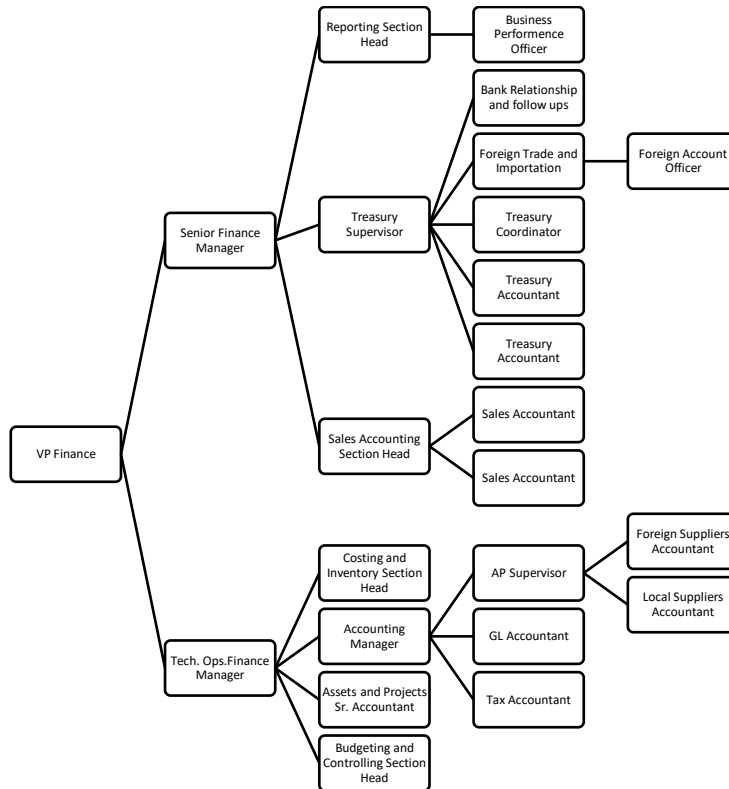 Reporting Section
Head
Business
Performence
Officer
Bank Relationship
and follow ups
Foreign Trade and
Importation
Foreign Account
Officer
Senior Finance
Manager
Treasury
Supervisor
Treasury
Coordinator
Treasury
Accountant
Treasury
Accountant
VP Finance
Sales Accounting
Section Head
Sales Accountant
Sales Accountant
Tech. Ops.Finance
Manager
Costing and
Inventory Section
Head
Accounting
Manager
AP Supervisor
Foreign Suppliers
Accountant
Local Suppliers
Accountant
GL Accountant
Tax Accountant
Assets and Projects
Sr. Accountant
Budgeting and
Controlling Section
Head